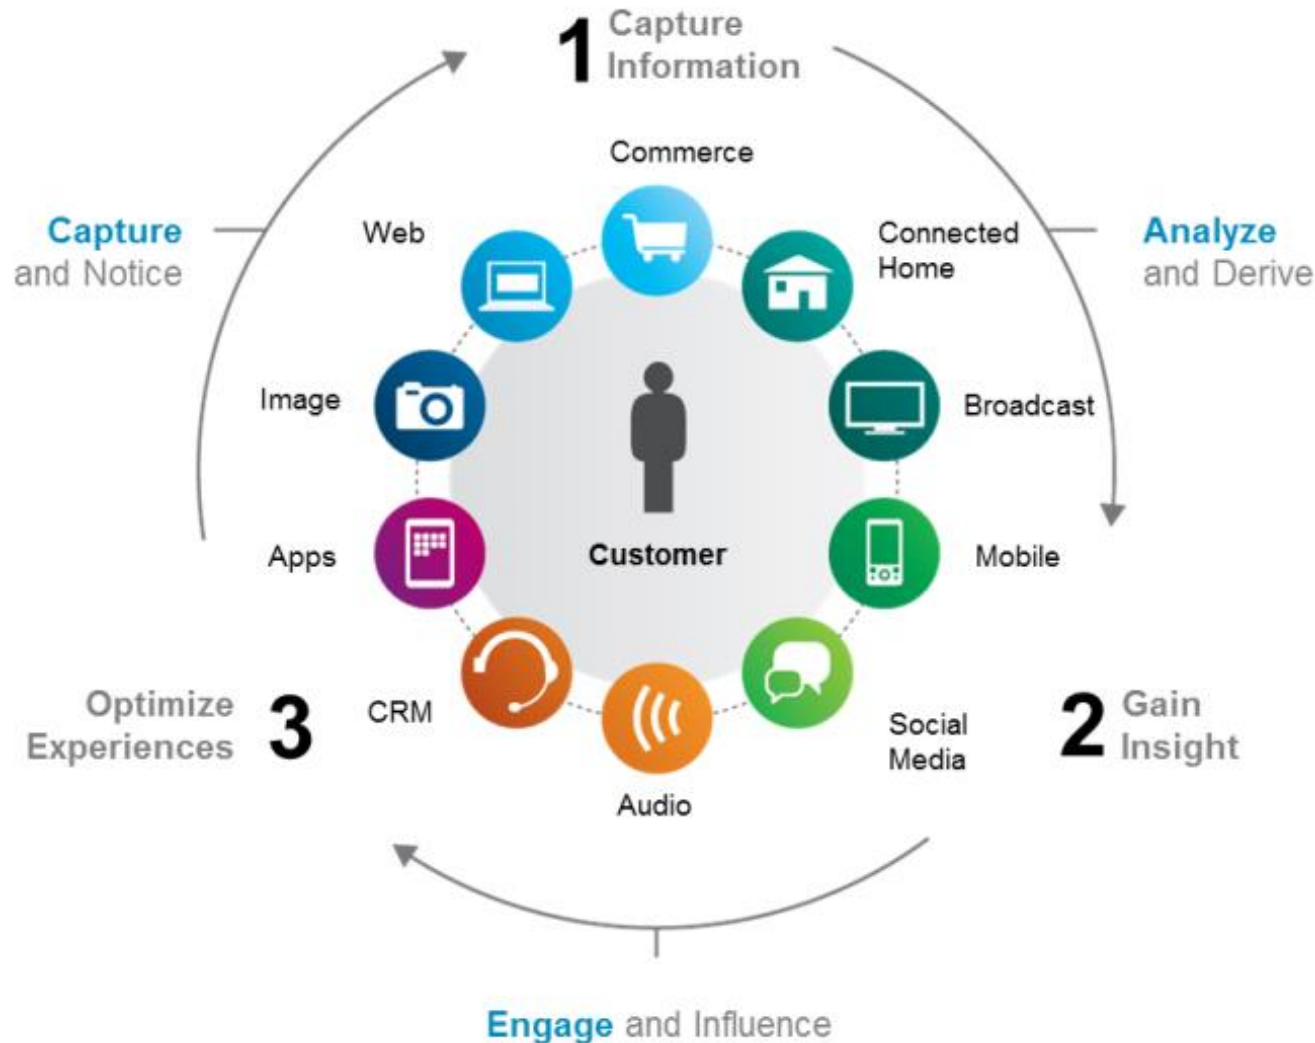 1 Capture
Information
Commerce
Web
Connected
Home
Capture
and Notice
Analyze
and Derive
Image
Broadcast
Apps
Customer
Mobile
Optimize
Experiences
3
CRM
Social
Media
2 Gain
Insight
Audio
Engage and Influence